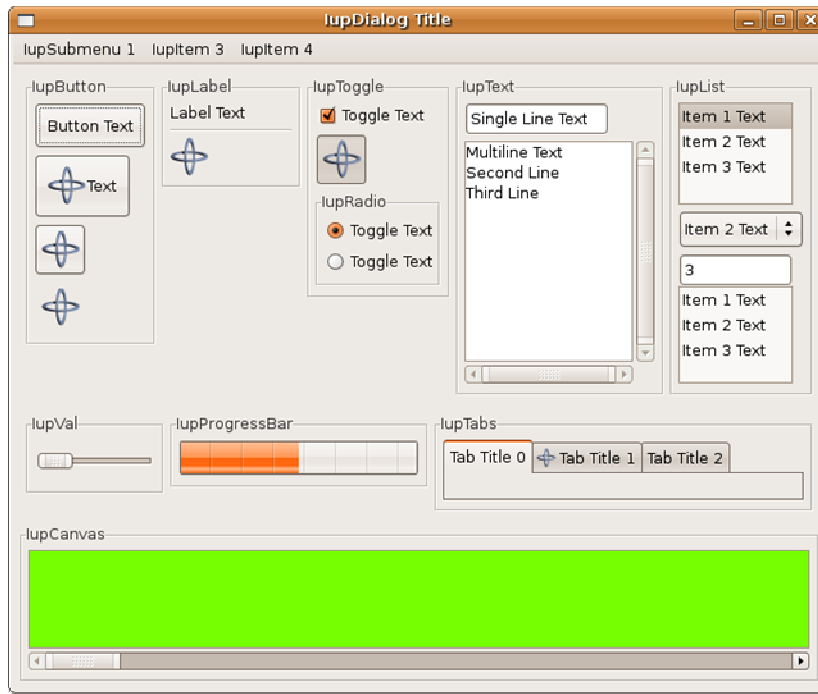 IupDialog Title
IupSubmenu 1 IupItem 3 IupItem 4
IupButton
Button Text
Text
IupLabel
Label Text
IupToggle
Toggle Text
IupRadio
Toggle Text
Toggle Text
IupText
Single Line Text
Multiline Text
Second Line
Third Line
IupList
Item 1 Text
Item 2 Text
Item 3 Text
Item 2 Text
3
Item 1 Text
Item 2 Text
Item 3 Text
IupVal
IupProgressBar
IupTabs
Tab Title 0 Tab Title 1 Tab Title 2
IupCanvas